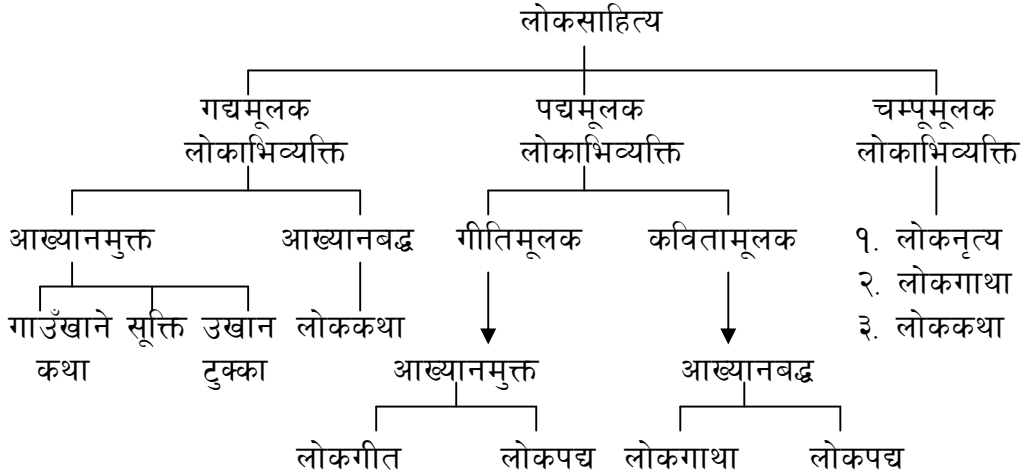 लोकसाहित्य
गद्यमूलक पद्यमूलक चम्पूमूलक
लोकाभिव्यक्ति लोकाभिव्यक्ति लोकाभिव्यक्ति
आख्यानमुक्त आख्यानबद्ध गीतिमूलक कवितामूलक १. लोकनृत्य
२. लोकगाथा
गाउँखाने सूक्ति उखान लोककथा ३. लोककथा
कथा टुक्का आख्यानमुक्त आख्यानबद्ध
लोकगीत लोकपद्य लोकगाथा लोकपद्य